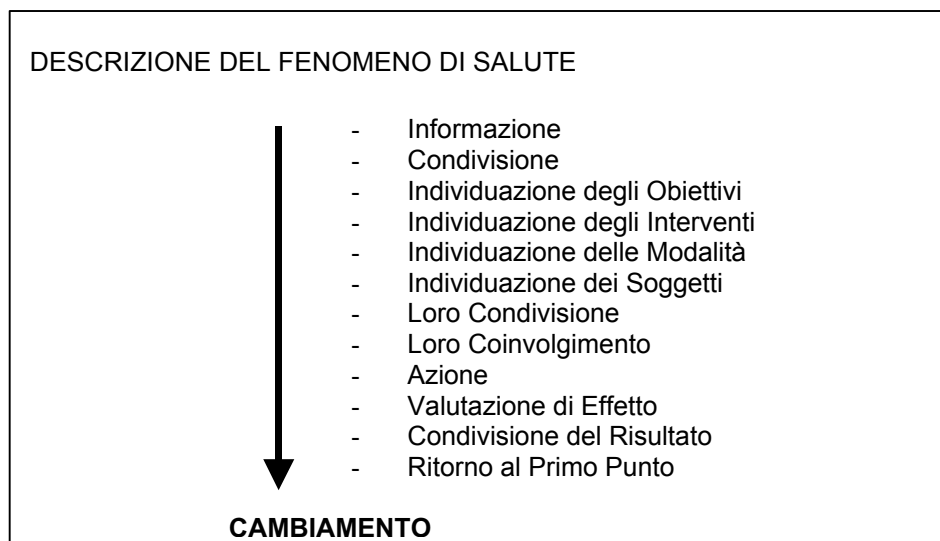 DESCRIZIONE DEL FENOMENO DI SALUTE
- Informazione
- Condivisione
- Individuazione degli Obiettivi
- Individuazione degli Interventi
- Individuazione delle Modalità
- Individuazione dei Soggetti
- Loro Condivisione
- Loro Coinvolgimento
- Azione
- Valutazione di Effetto
- Condivisione del Risultato
- Ritorno al Primo Punto
CAMBIAMENTO